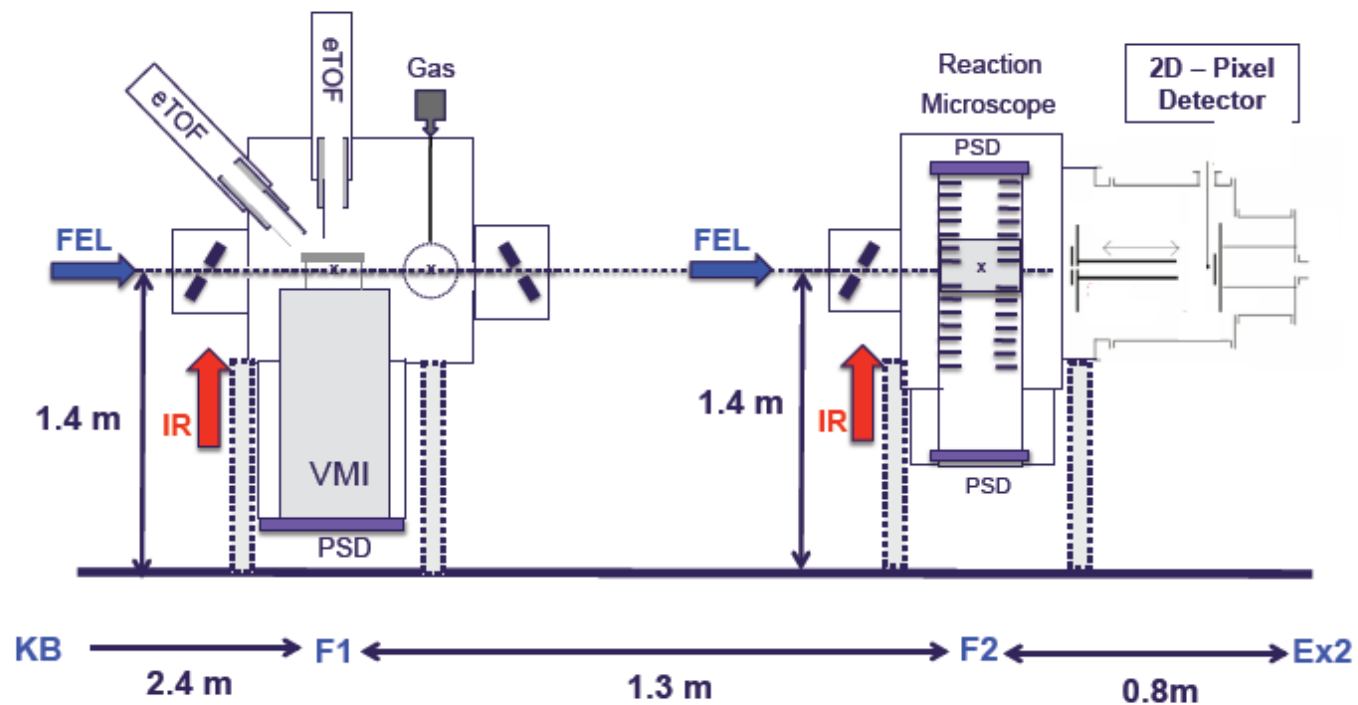 eTOF
eTOF
Gas
Reaction
Microscope
2D – Pixel
Detector
PSD
FEL
x
x
FEL
x
1.4 m
IR
VMI
PSD
1.4 m
IR
PSD
KB
F1
F2
Ex2
2.4 m
1.3 m
0.8m